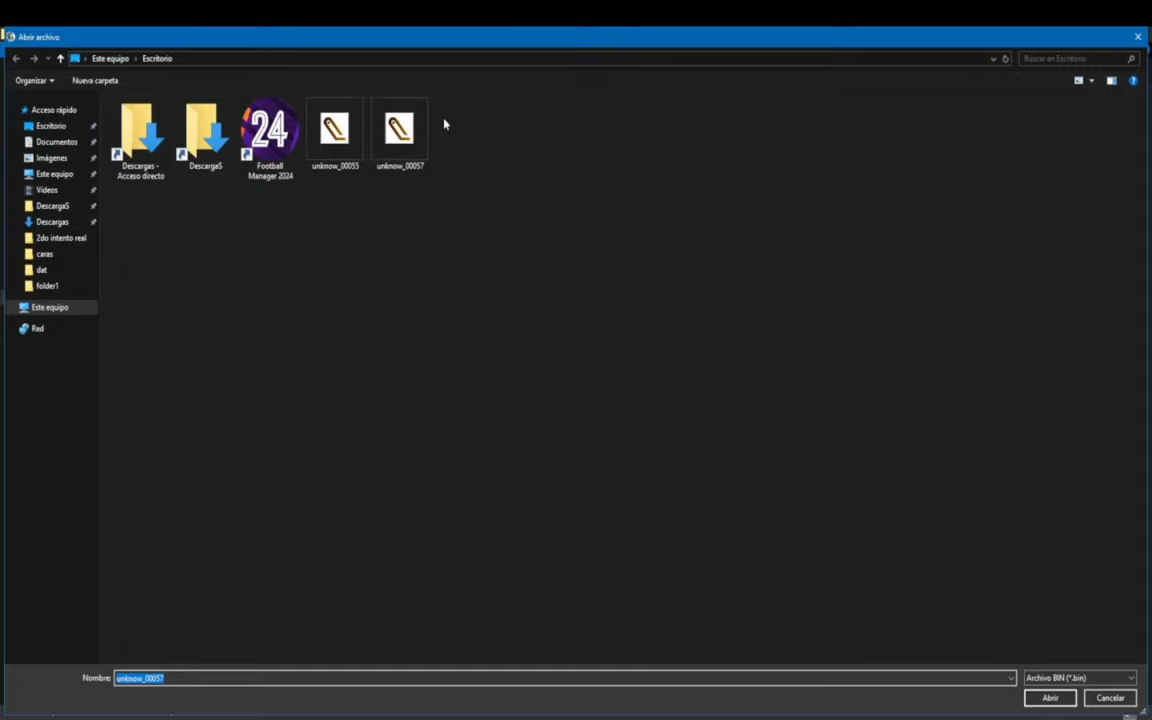 Abrir archivo
Este equipo › Escritorio
Buscar en Escritorio
Organizar
Nueva carpeta
Acceso rápido
Escritorio
Documentos
Imágenes
Este equipo
Vídeos
DescargaS
Descargas
2do intento real
caras
dat
folder1
Este equipo
Red
Descargas -
Acceso directo
DescargaS
24
Football
Manager 2024
unknow_00055
unknow_00057
Nombre: unknow_00057
Archivo BIN (*.bin)
Abrir
Cancelar